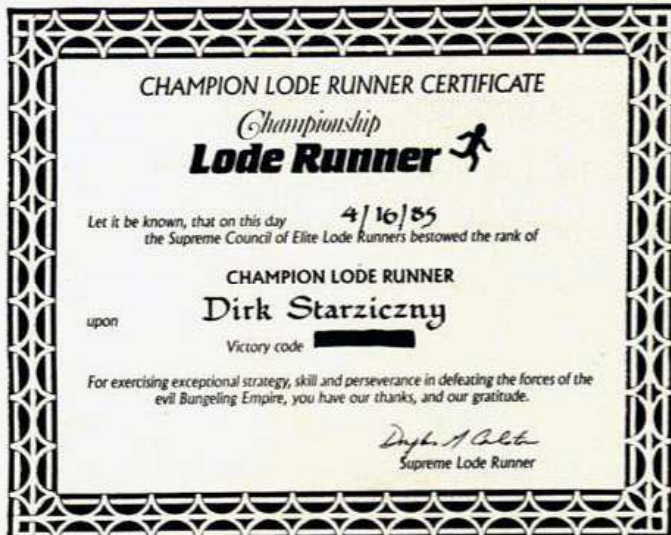 CHAMPION LODE RUNNER CERTIFICATE
Championship
Lode Runner
Let it be known, that on this day 4/16/85
the Supreme Council of Elite Lode Runners bestowed the rank of
CHAMPION LODE RUNNER
upon Dirk Starziczny
Victory code
For exercising exceptional strategy, skill and perseverance in defeating the forces of the
evil Bungeling Empire, you have our thanks, and our gratitude.
Supreme Lode Runner